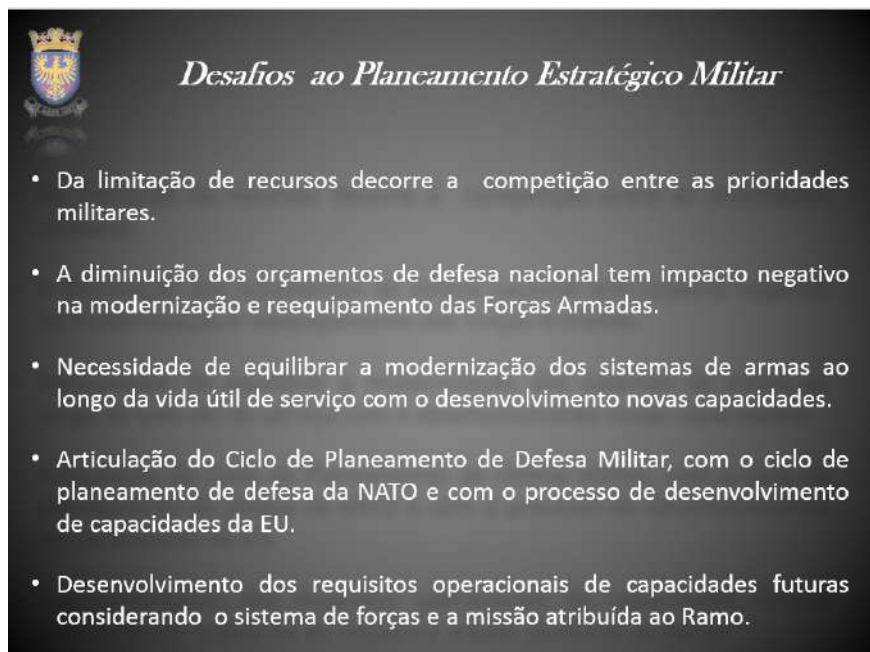 Desafios ao Planeamento Estratégico Militar
• Da limitação de recursos decorre a competição entre as prioridades
militares.
• A diminuição dos orçamentos de defesa nacional tem impacto negativo
na modernização e reequipamento das Forças Armadas.
• Necessidade de equilibrar a modernização dos sistemas de armas ao
longo da vida útil de serviço com o desenvolvimento novas capacidades.
• Articulação do Ciclo de Planeamento de Defesa Militar, com o ciclo de
planeamento de defesa da NATO e com o processo de desenvolvimento
de capacidades da EU.
• Desenvolvimento dos requisitos operacionais de capacidades futuras
considerando o sistema de forças e a missão atribuída ao Ramo.